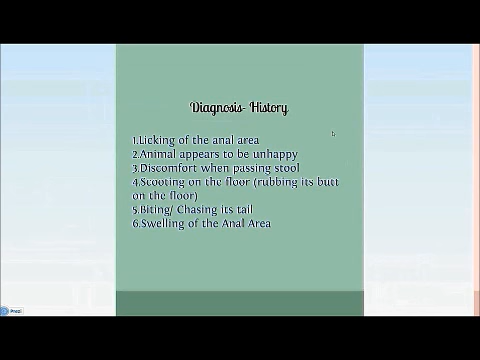 Diagnosis- History
1.Licking of the anal area
2.Animal appears to be unhappy
3.Discomfort when passing stool
4.Scooting on the floor (rubbing its butt
on the floor)
5.Biting/ Chasing its tail
6.Swelling of the Anal Area
Prezi